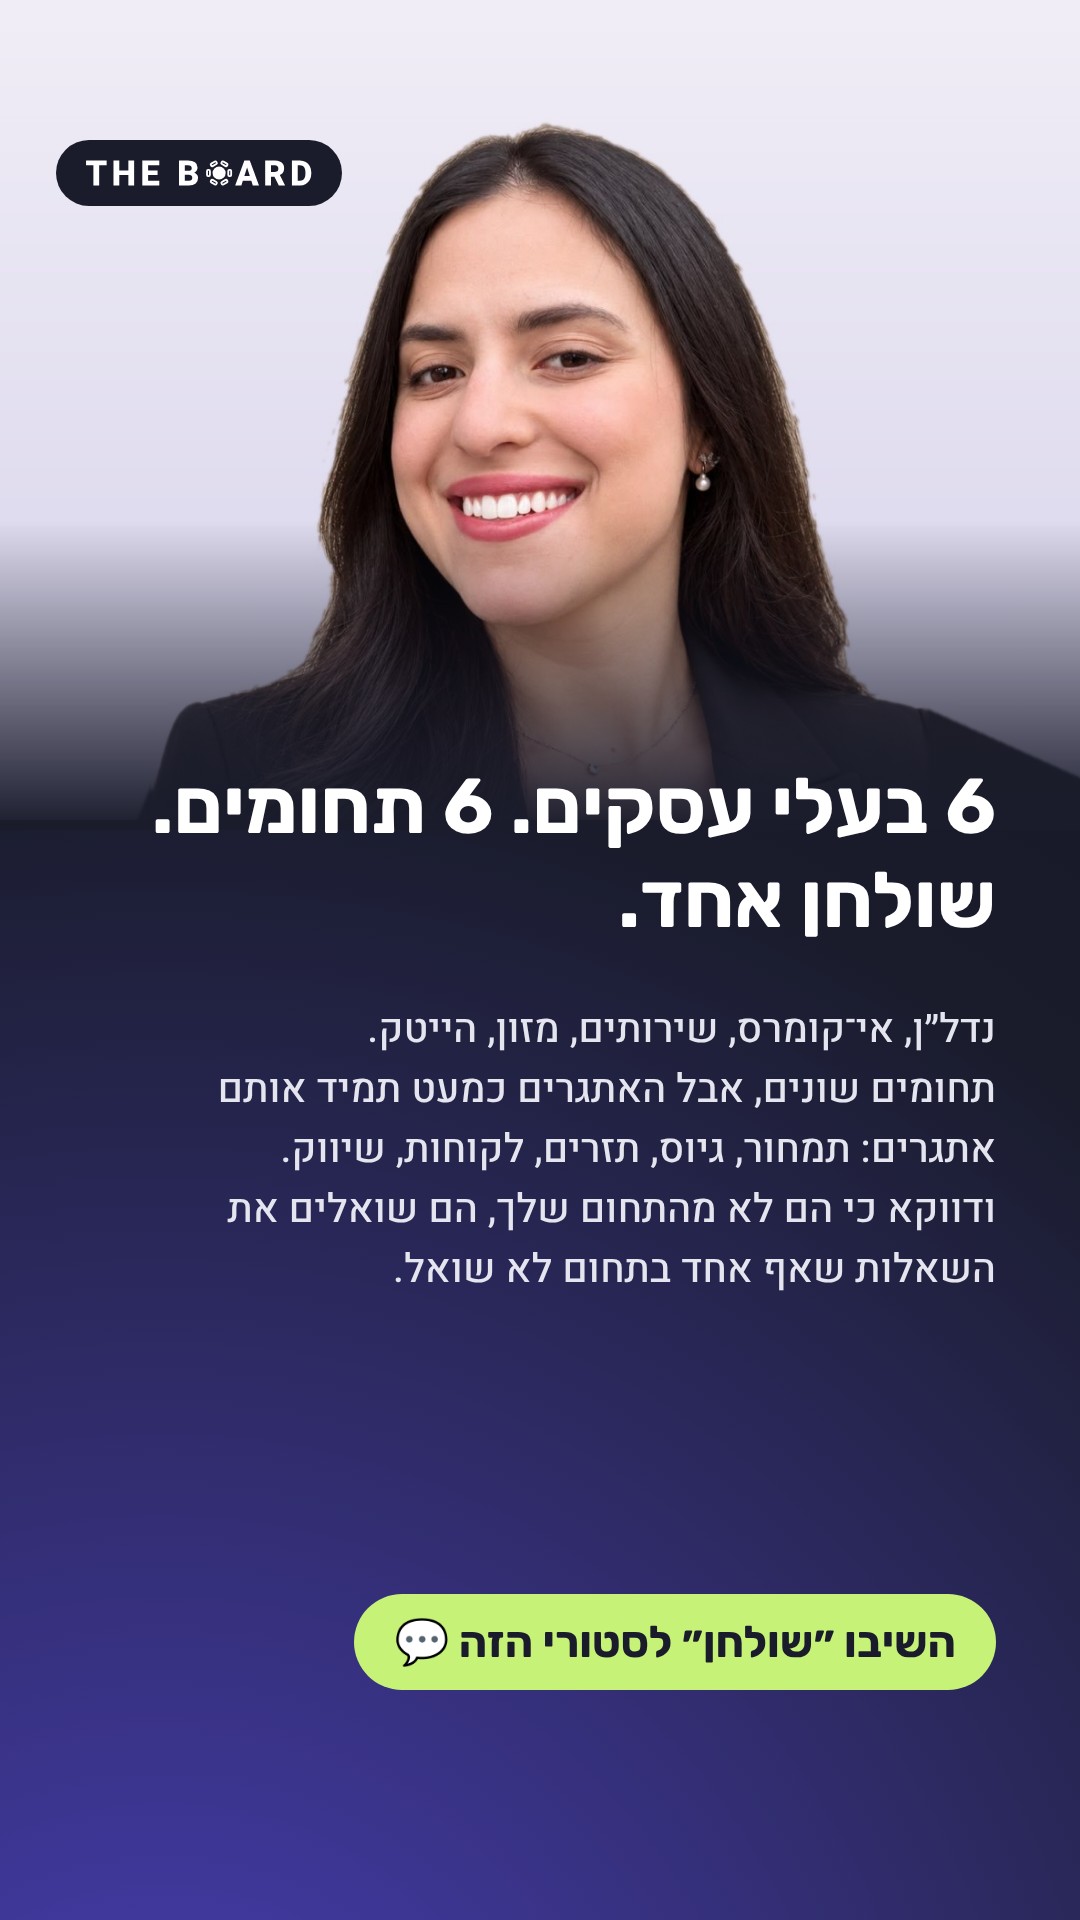 THE BOARD
6 בעלי עסקים. 6 תחומים.
שולחן אחד.
נדל״ן, אי־קומרס, שירותים, מזון, הייטק.
תחומים שונים, אבל האתגרים כמעט תמיד אותם
אתגרים: תמחור, גיוס, תזרים, לקוחות, שיווק.
ודווקא כי הם לא מהתחום שלך, הם שואלים את
השאלות שאף אחד בתחום לא שואל.
השיבו ״שולחן״ לסטורי הזה 💬